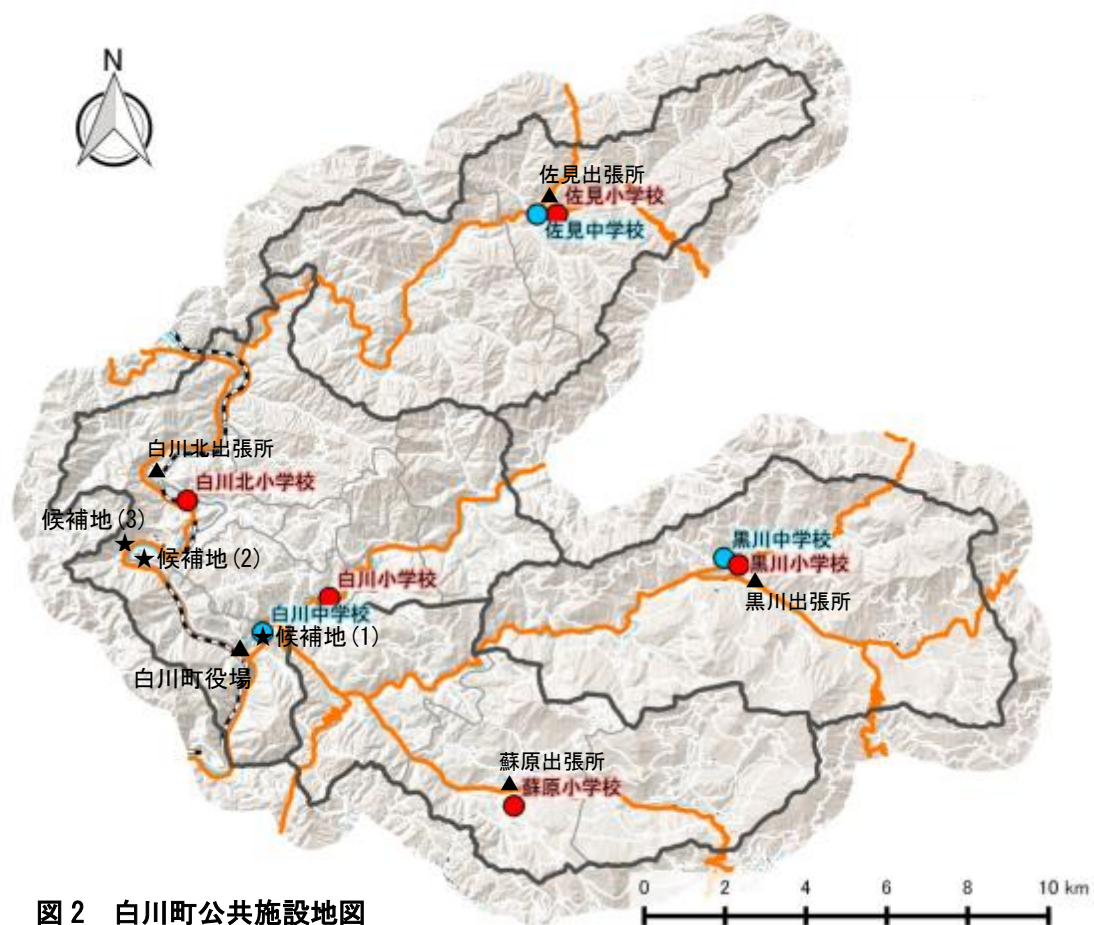 N
佐見出張所
佐見小学校
佐見中学校
白川北出張所
白川北小学校
候補地(3)
候補地(2)
黒川中学校
黒川小学校
黒川出張所
白川小学校
白川中学校
候補地(1)
白川町役場
蘇原出張所
蘇原小学校
0 2 4 6 8 10 km
図2 白川町公共施設地図